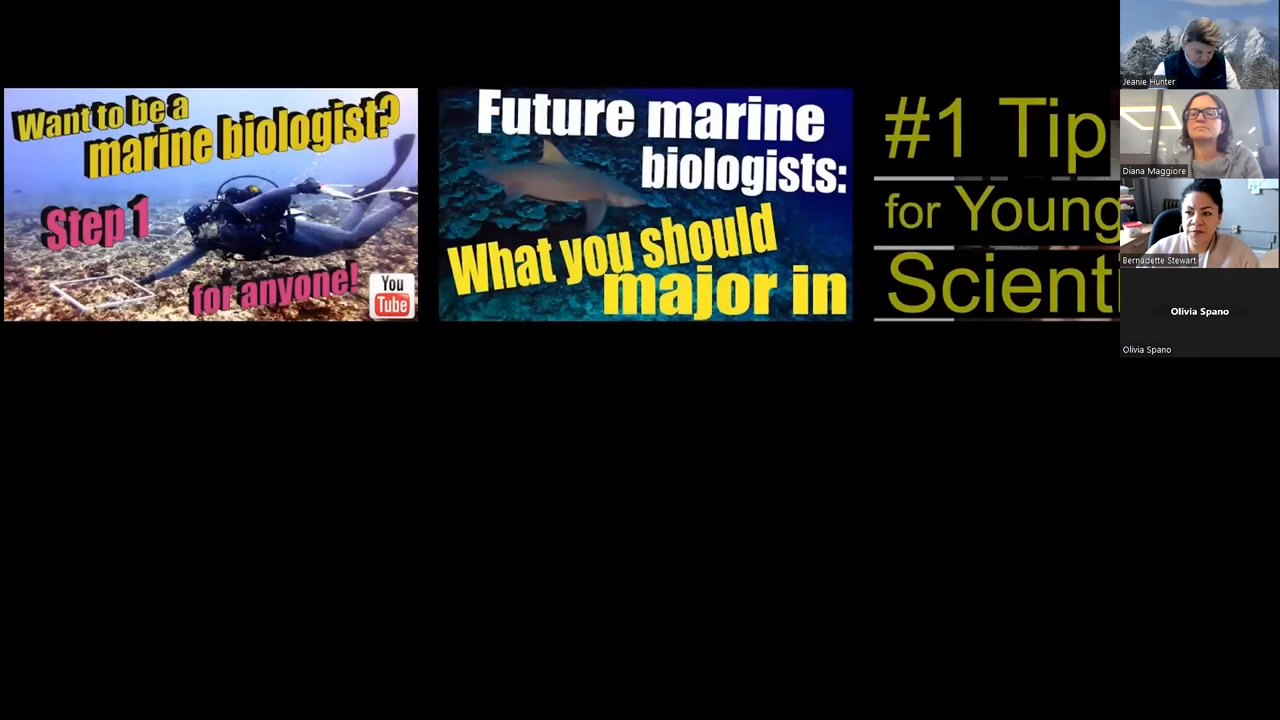 Want to be a
marine biologist?
Step 1
for anyone!
You
Tube
Future marine
biologists:
What you should
major in
#1 Tip
for Young
Scienti
Jeanie Hunter
Diana Maggiore
Bernadette Stewart
Olivia Spano
Olivia Spano